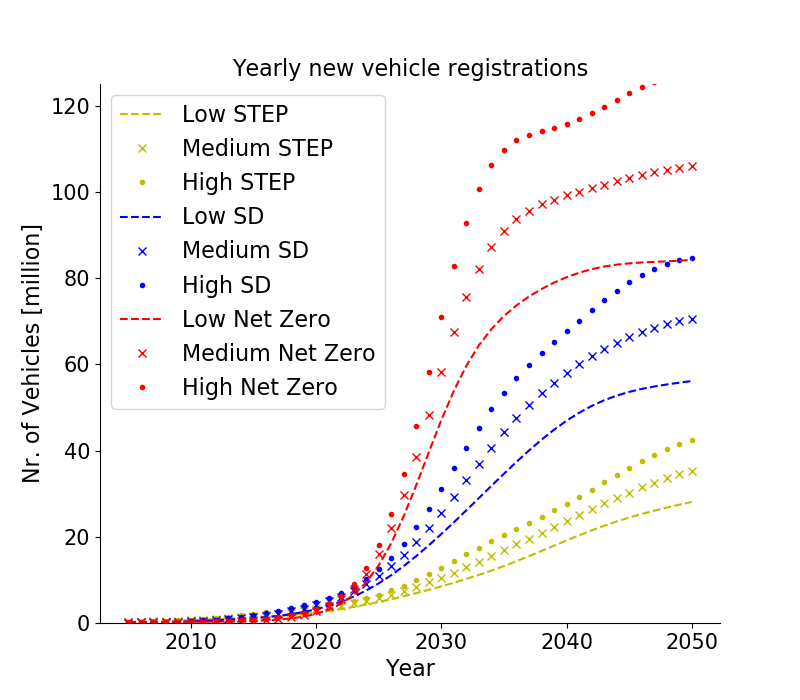 Yearly new vehicle registrations
120
100
80
60
40
20
0
Nr. of Vehicles [million]
Low STEP
Medium STEP
High STEP
Low SD
Medium SD
High SD
Low Net Zero
Medium Net Zero
High Net Zero
2010 2020 2030 2040 2050
Year